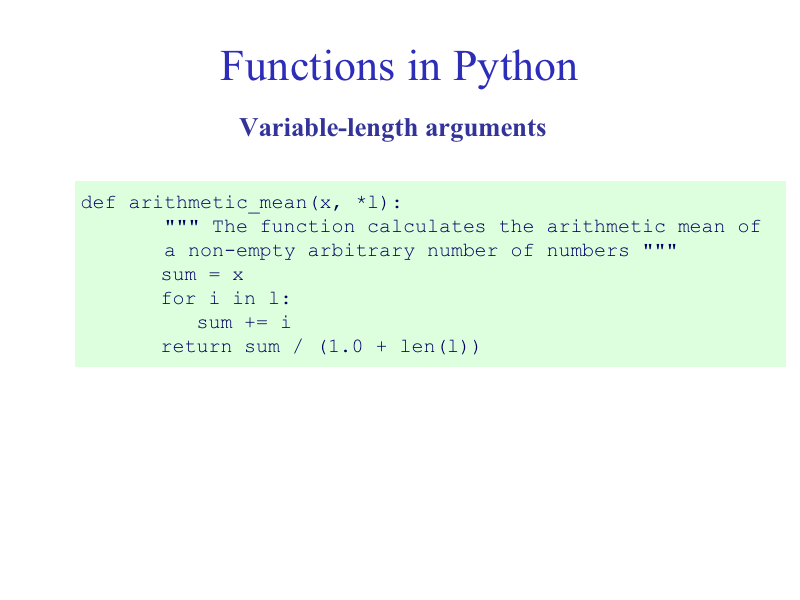 Functions in Python
Variable-length arguments
def arithmetic_mean(x, *l):
       """ The function calculates the arithmetic mean of
       a non-empty arbitrary number of numbers """
       sum = x
       for i in l:
          sum += i
       return sum / (1.0 + len(l))